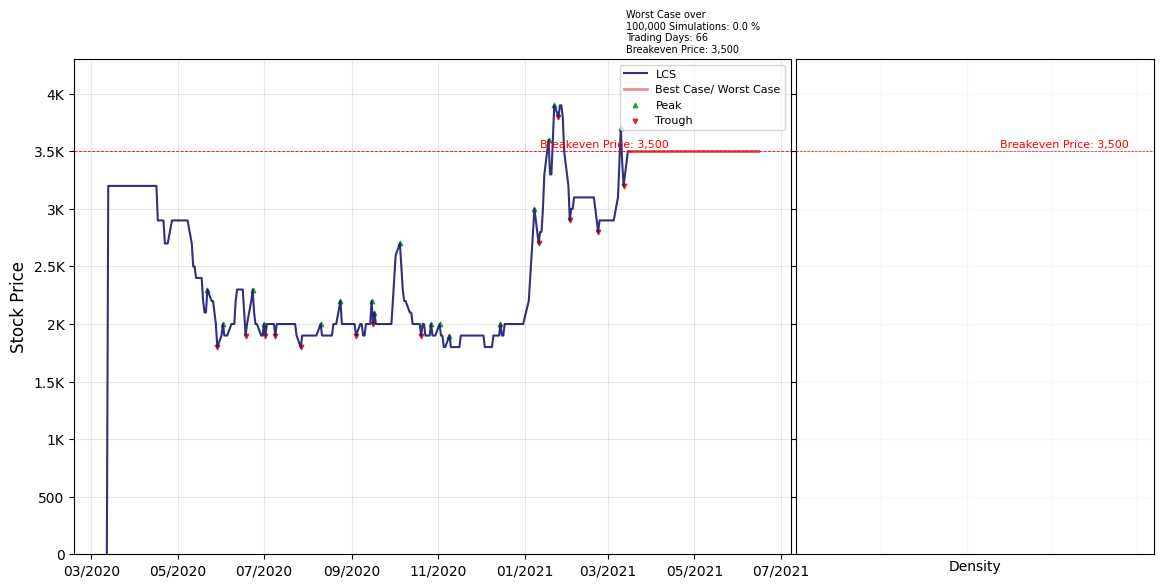 Worst Case over
100,000 Simulations: 0.0 %
Trading Days: 66
Breakeven Price: 3,500
LCS
Best Case/ Worst Case
Peak
Trough
Breakeven Price: 3,500
Breakeven Price: 3,500
Stock Price
4K
3.5K
3K
2.5K
2K
1.5K
1K
500
0
03/2020 05/2020 07/2020 09/2020 11/2020 01/2021 03/2021 05/2021 07/2021
Density